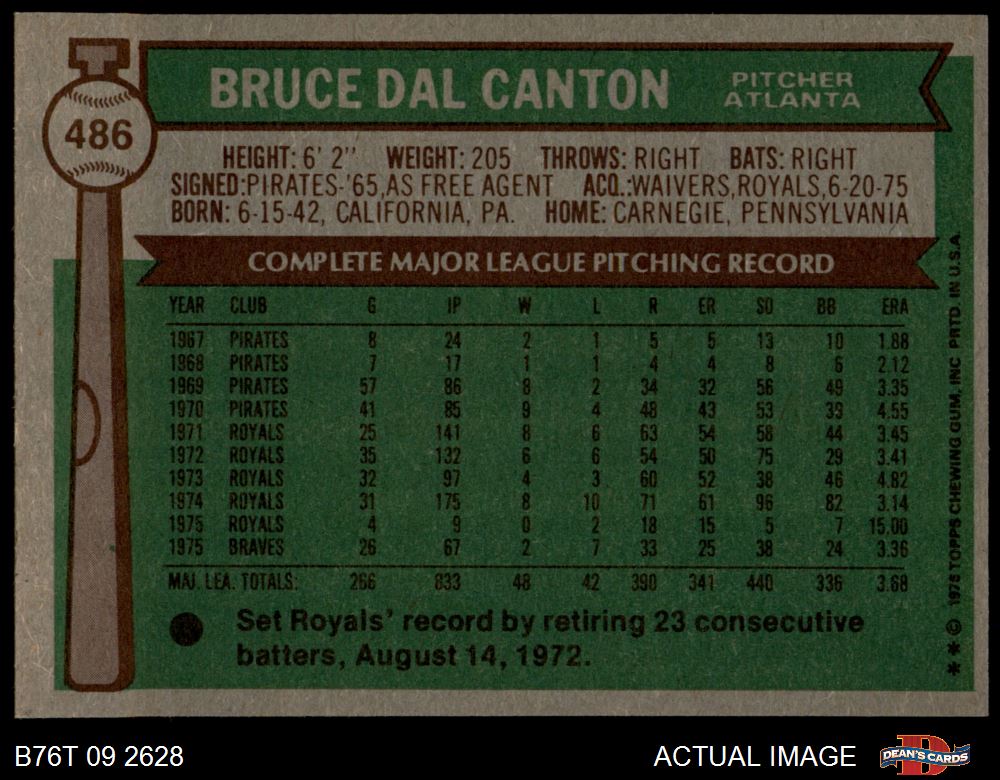 BRUCE DAL CANTON
PITCHER
ATLANTA
486
HEIGHT: 6' 2" WEIGHT: 205 THROWS: RIGHT BATS: RIGHT
SIGNED:PIRATES-'65,AS FREE AGENT ACQ.:WAIVERS,ROYALS,6-20-75
BORN: 6-15-42, CALIFORNIA, PA. HOME: CARNEGIE, PENNSYLVANIA
COMPLETE MAJOR LEAGUE PITCHING RECORD
YEAR CLUB G IP W L R ER SO BB ERA
1967 PIRATES 8 24 2 1 5 5 13 10 1.88
1968 PIRATES 7 17 1 1 4 4 8 6 2.12
1969 PIRATES 57 86 8 2 34 32 56 49 3.35
1970 PIRATES 41 85 9 4 48 43 53 39 4.55
1971 ROYALS 25 141 8 6 63 54 58 44 3.45
1972 ROYALS 35 132 6 6 54 50 75 29 3.41
1973 ROYALS 32 97 4 3 60 52 38 46 4.82
1974 ROYALS 31 175 8 10 71 61 96 82 3.14
1975 ROYALS 4 9 0 2 18 15 5 7 15.00
1975 BRAVES 26 67 2 7 33 25 38 24 3.36
MAJ. LEA. TOTALS: 266 833 48 42 390 341 440 336 3.68
Set Royals' record by retiring 23 consecutive
batters, August 14, 1972.
** © 1976 TOPPS CHEWING GUM, INC. PRTD. IN U.S.A.
B76T 09 2628
ACTUAL IMAGE
DEAN'S CARDS